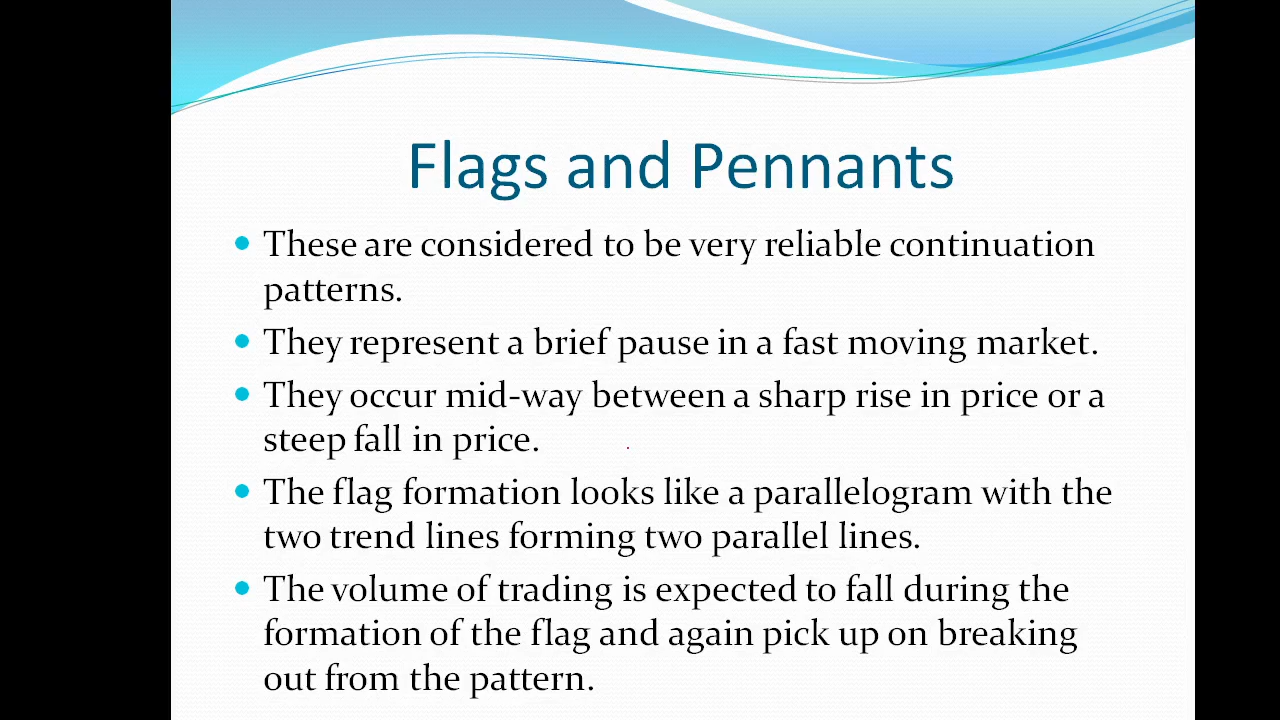 Flags and Pennants
These are considered to be very reliable continuation
patterns.
They represent a brief pause in a fast moving market.
They occur mid-way between a sharp rise in price or a
steep fall in price.
The flag formation looks like a parallelogram with the
two trend lines forming two parallel lines.
The volume of trading is expected to fall during the
formation of the flag and again pick up on breaking
out from the pattern.